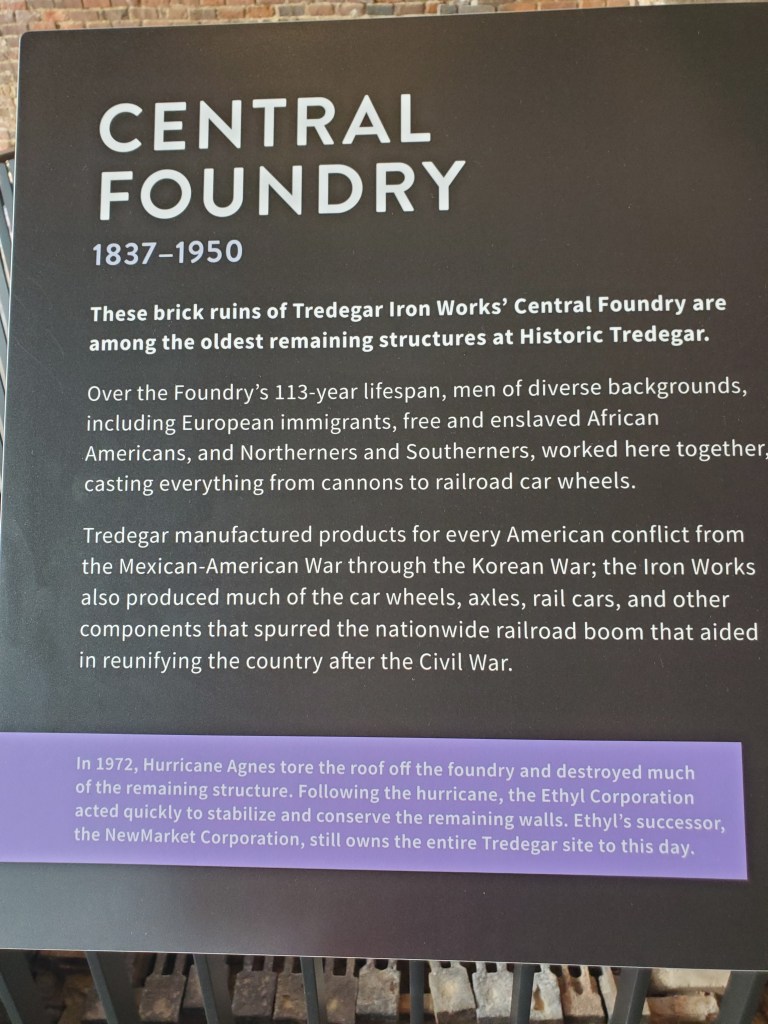 CENTRAL
FOUNDRY
1837–1950
These brick ruins of Tredegar Iron Works’ Central Foundry are
among the oldest remaining structures at Historic Tredegar.
Over the Foundry’s 113-year lifespan, men of diverse backgrounds,
including European immigrants, free and enslaved African
Americans, and Northerners and Southerners, worked here together,
casting everything from cannons to railroad car wheels.
Tredegar manufactured products for every American conflict from
the Mexican-American War through the Korean War; the Iron Works
also produced much of the car wheels, axles, rail cars, and other
components that spurred the nationwide railroad boom that aided
in reunifying the country after the Civil War.
In 1972, Hurricane Agnes tore the roof off the foundry and destroyed much
of the remaining structure. Following the hurricane, the Ethyl Corporation
acted quickly to stabilize and conserve the remaining walls. Ethyl’s successor,
the NewMarket Corporation, still owns the entire Tredegar site to this day.